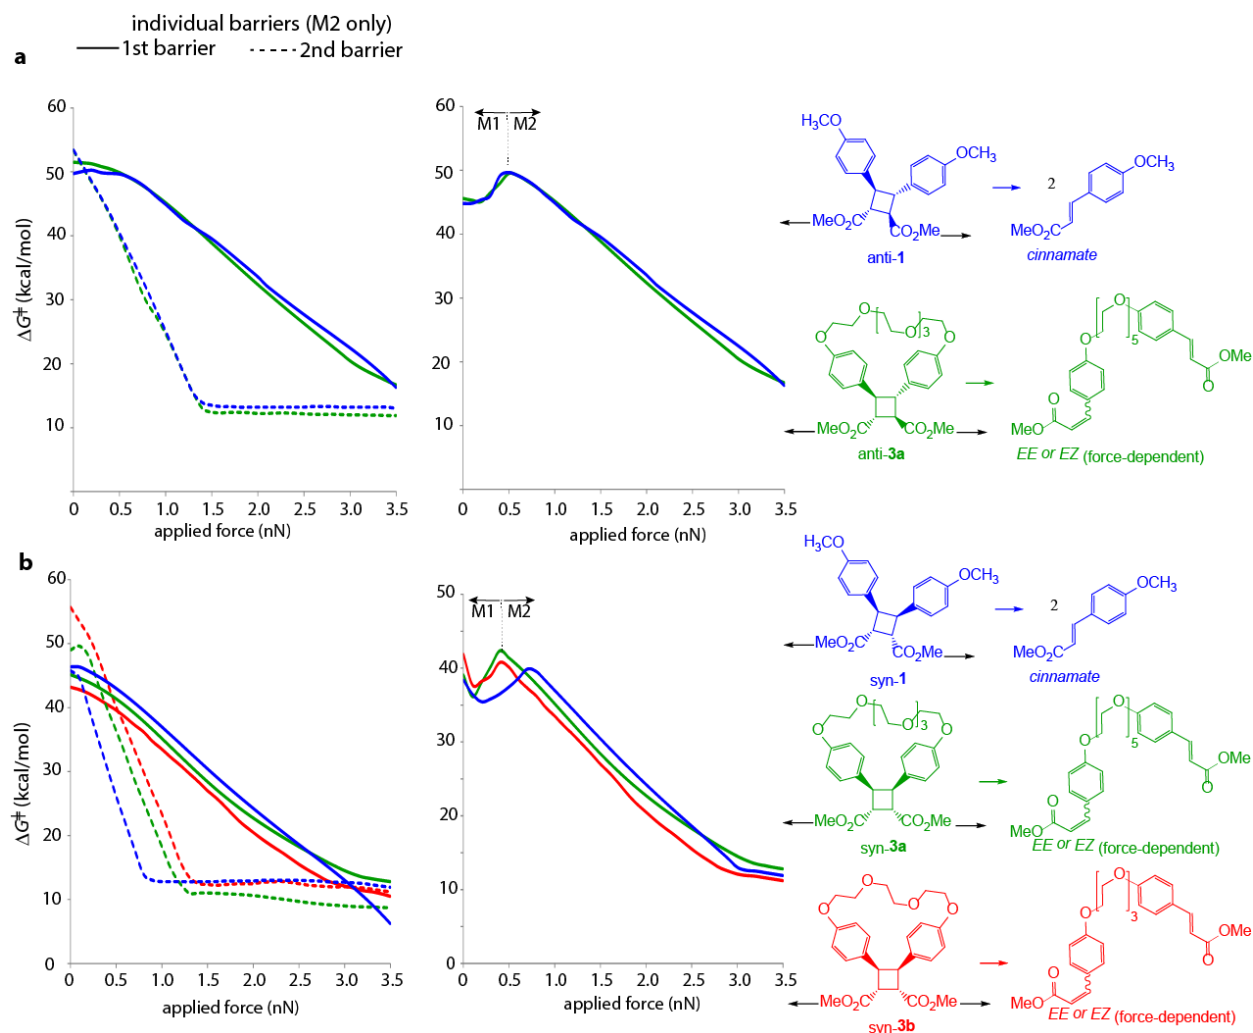 individual barriers (M2 only)
1st barrier
2nd barrier
a
60
50
40
30
20
10
ΔG‡ (kcal/mol)
0
0.5
1.0
1.5
2.0
2.5
3.0
3.5
applied force (nN)
60
50
40
30
20
10
M1
M2
0
0.5
1.0
1.5
2.0
2.5
3.0
3.5
applied force (nN)
H₃CO
OCH₃
MeO₂C
CO₂Me
anti-1
2
OCH₃
MeO₂C
cinnamate
O
O
O
3
O
O
MeO₂C
CO₂Me
anti-3a
O
O
5
O
OMe
O
MeO
EE or EZ (force-dependent)
b
60
50
40
30
20
10
0
ΔG‡ (kcal/mol)
0
0.5
1.0
1.5
2.0
2.5
3.0
3.5
applied force (nN)
50
40
30
20
10
0
M1
M2
0
0.5
1.0
1.5
2.0
2.5
3.0
3.5
applied force (nN)
H₃CO
OCH₃
MeO₂C
CO₂Me
syn-1
2
OCH₃
MeO₂C
cinnamate
O
O
O
3
O
O
MeO₂C
CO₂Me
syn-3a
O
O
5
O
OMe
O
O
MeO
EE or EZ (force-dependent)
O
O
O
O
O
MeO₂C
CO₂Me
syn-3b
O
O
3
O
OMe
O
O
MeO
EE or EZ (force-dependent)